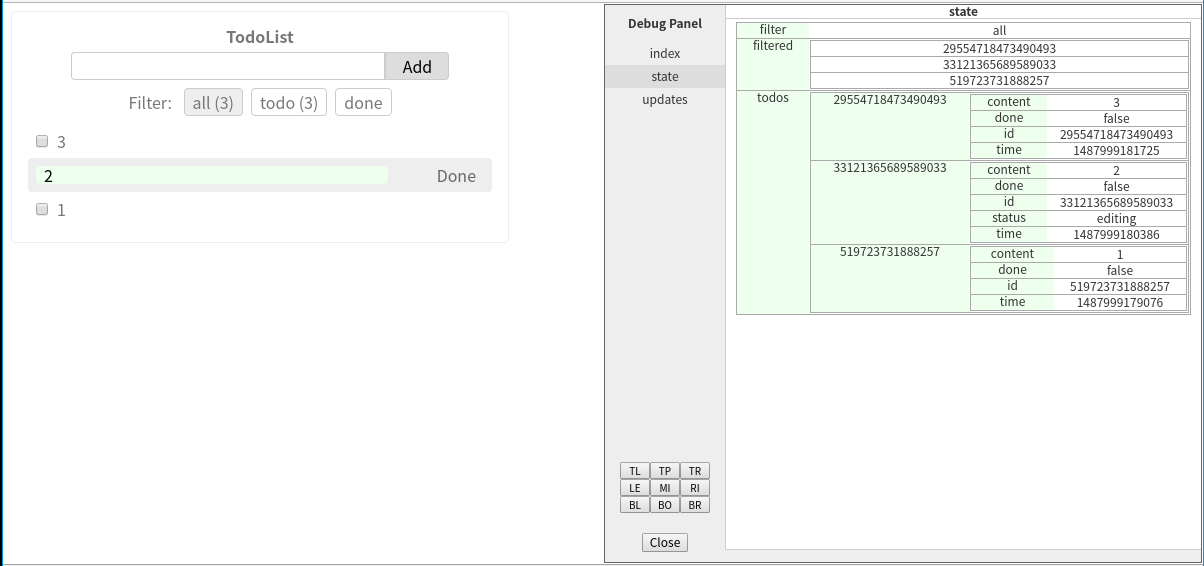 TodoList
Add
Filter: all (3) todo (3) done
3
2 Done
1
Debug Panel
index
state
updates
TL TP TR
LE MI RI
BL BO BR
Close
state
filter all
filtered 29554718473490493
33121365689589033
519723731888257
todos 29554718473490493 content 3
done false
id 29554718473490493
time 1487999181725
33121365689589033 content 2
done false
id 33121365689589033
status editing
time 1487999180386
519723731888257 content 1
done false
id 519723731888257
time 1487999179076